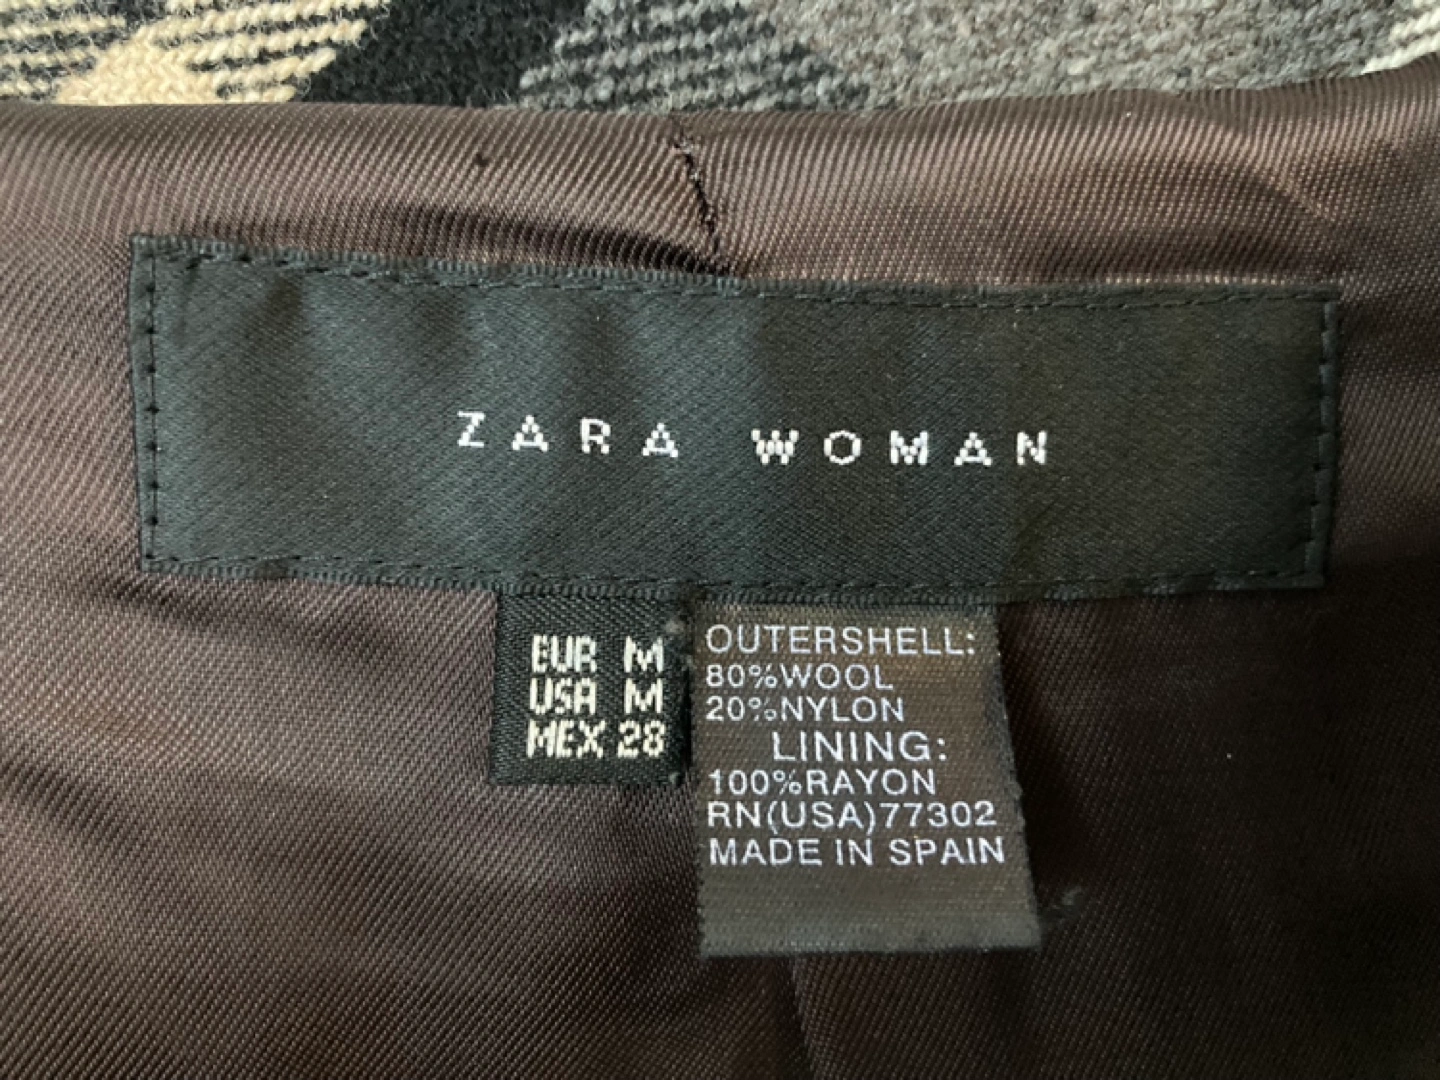 ZARA WOMAN
EUR M
USA M
MEX 28
OUTERSHELL:
80%WOOL
20%NYLON
LINING:
100%RAYON
RN(USA)77302
MADE IN SPAIN